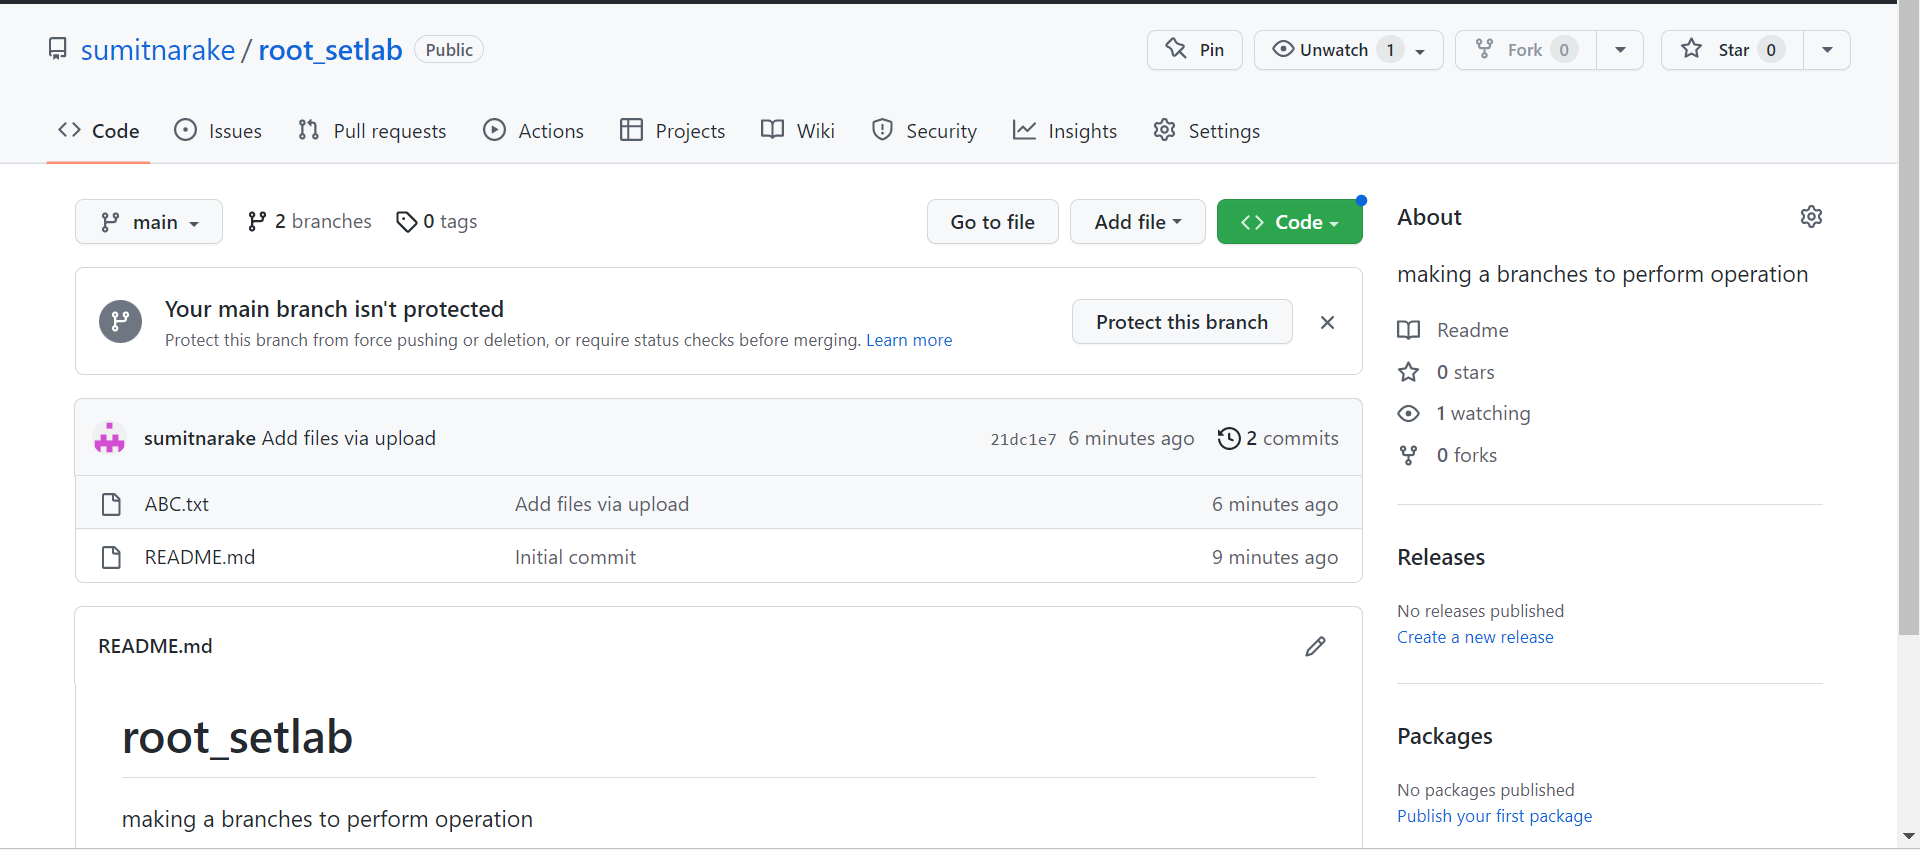 sumitnarake / root_setlab Public
Pin Unwatch 1 Fork 0 Star 0
Code Issues Pull requests Actions Projects Wiki Security Insights Settings
main 2 branches 0 tags Go to file Add file Code
Your main branch isn't protected
Protect this branch from force pushing or deletion, or require status checks before merging. Learn more
Protect this branch
sumitnarake Add files via upload 21dc1e7 6 minutes ago 2 commits
ABC.txt Add files via upload 6 minutes ago
README.md Initial commit 9 minutes ago
README.md
root_setlab
making a branches to perform operation
About
making a branches to perform operation
Readme
0 stars
1 watching
0 forks
Releases
No releases published
Create a new release
Packages
No packages published
Publish your first package